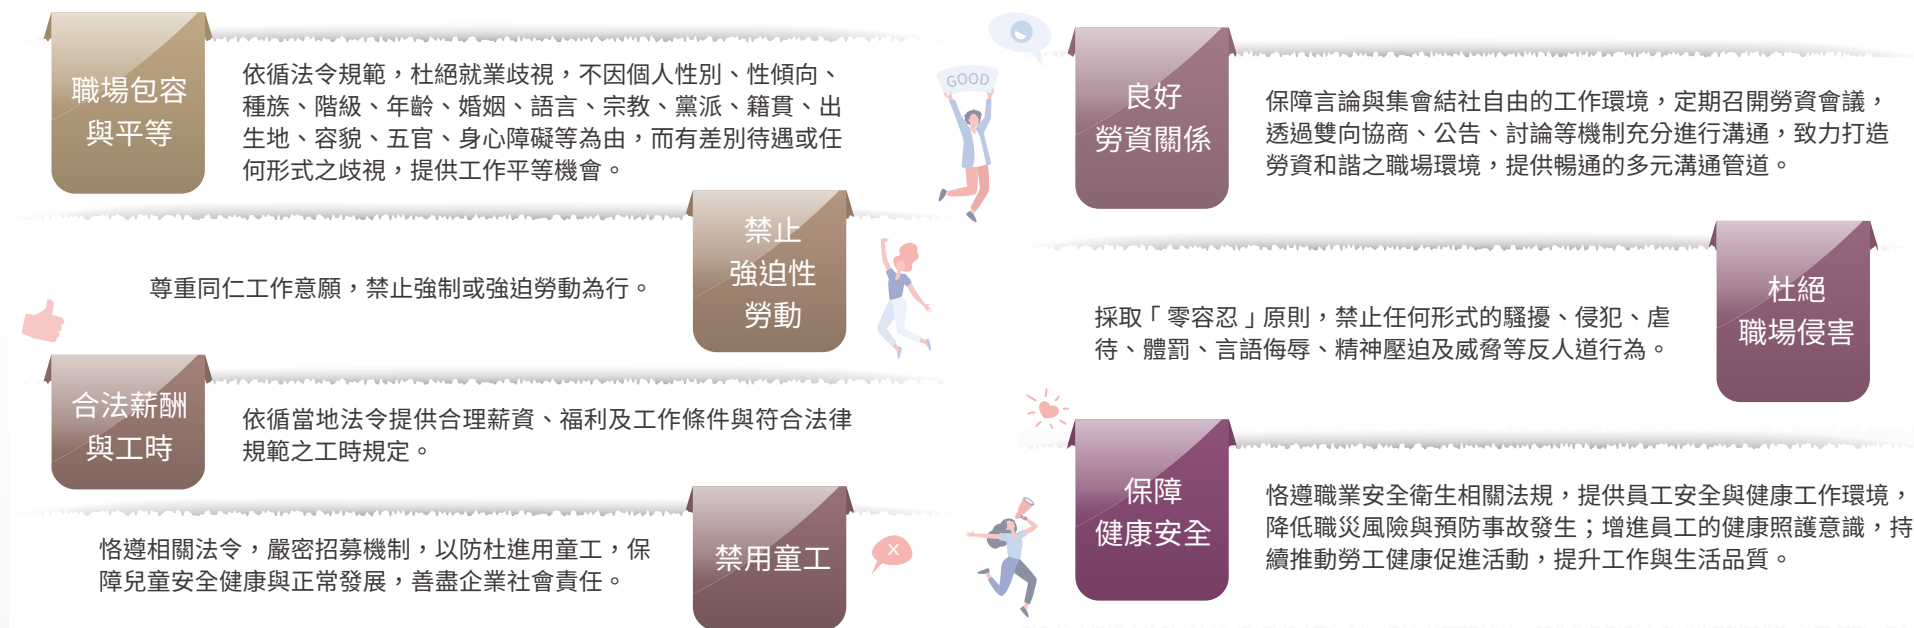 職場包容
與平等
依循法令規範，杜絕就業歧視，不因個人性別、性傾向、
種族、階級、年齡、婚姻、語言、宗教、黨派、籍貫、出
生地、容貌、五官、身心障礙等為由，而有差別待遇或任
何形式之歧視，提供工作平等機會。
禁止
強迫性
勞動
尊重同仁工作意願，禁止強制或強迫勞動為行。
合法薪酬
與工時
依循當地法令提供合理薪資、福利及工作條件與符合法律
規範之工時規定。
禁用童工
恪遵相關法令，嚴密招募機制，以防杜進用童工，保
障兒童安全健康與正常發展，善盡企業社會責任。
X
GOOD
良好
勞資關係
保障言論與集會結社自由的工作環境，定期召開勞資會議，
透過雙向協商、公告、討論等機制充分進行溝通，致力打造
勞資和諧之職場環境，提供暢通的多元溝通管道。
杜絕
職場侵害
採取「零容忍」原則，禁止任何形式的騷擾、侵犯、虐
待、體罰、言語侮辱、精神壓迫及威脅等反人道行為。
保障
健康安全
恪遵職業安全衛生相關法規，提供員工安全與健康工作環境，
降低職災風險與預防事故發生；增進員工的健康照護意識，持
續推動勞工健康促進活動，提升工作與生活品質。